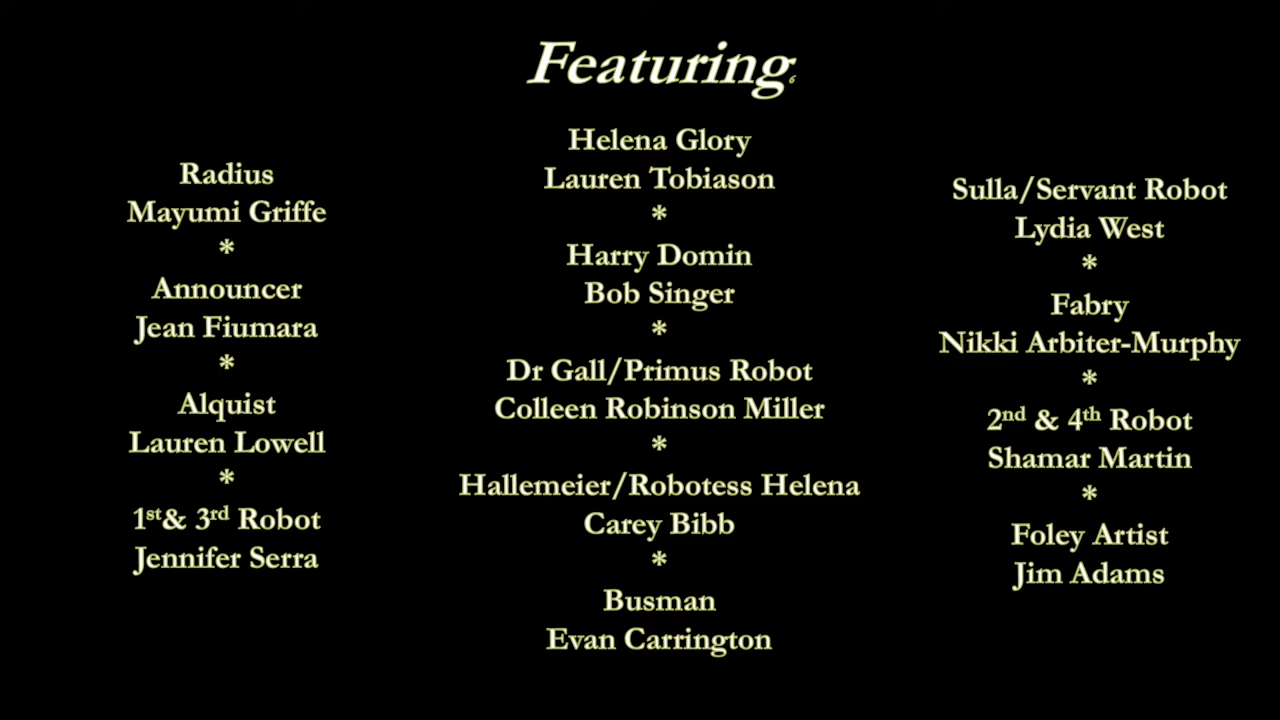 Featuring
Radius
Mayumi Griffe
*
Announcer
Jean Fiumara
*
Alquist
Lauren Lowell
*
1st& 3rd Robot
Jennifer Serra
Helena Glory
Lauren Tobiason
*
Harry Domin
Bob Singer
*
Dr Gall/Primus Robot
Colleen Robinson Miller
*
Hallemeier/Robotess Helena
Carey Bibb
*
Busman
Evan Carrington
Sulla/Servant Robot
Lydia West
*
Fabry
Nikki Arbiter-Murphy
*
2nd & 4th Robot
Shamar Martin
*
Foley Artist
Jim Adams